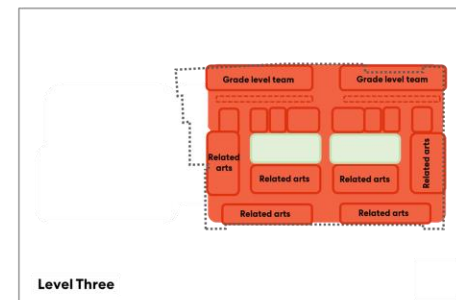 Grade level team
Grade level team
Related
arts
Related arts
Related arts
Related arts
Related arts
Related arts
Level Three